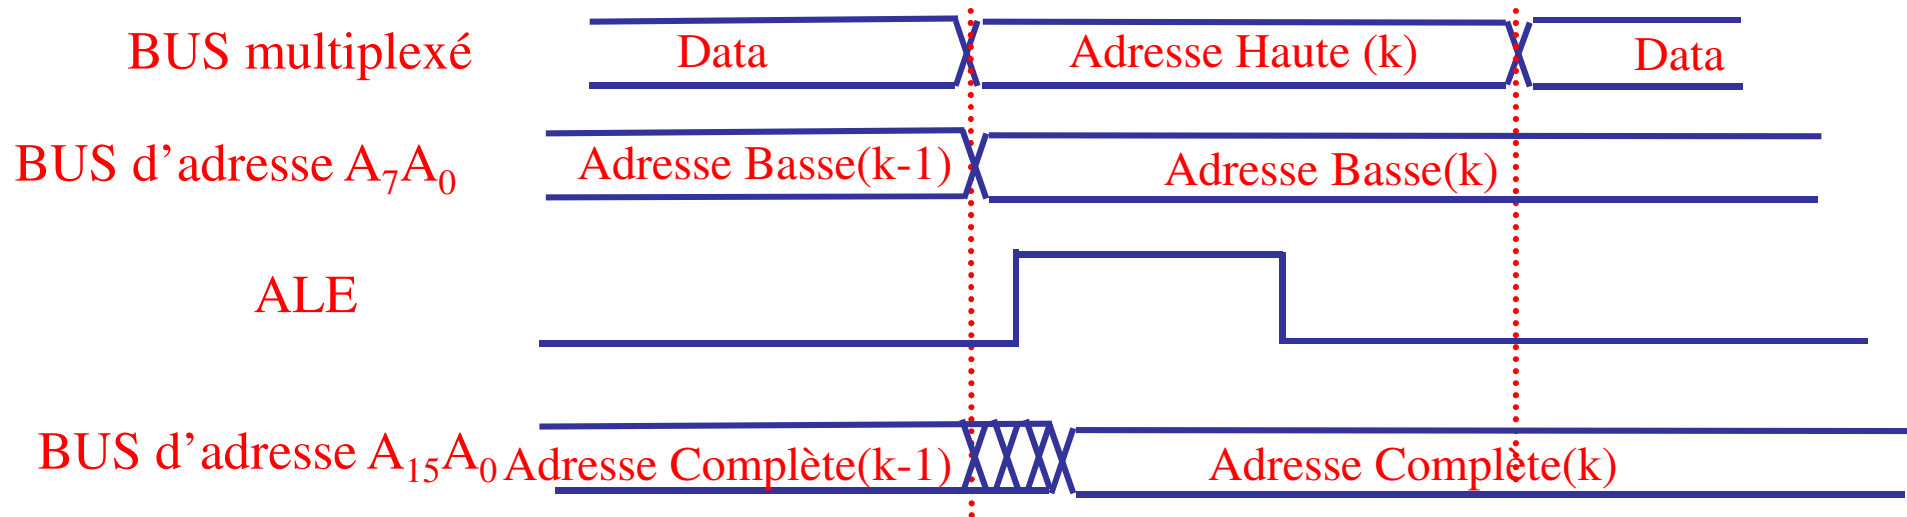 BUS multiplexé Data Adresse Haute (k) Data
BUS d’adresse A₇A₀ Adresse Basse(k-1) Adresse Basse(k)
ALE
BUS d’adresse A₁₅A₀ Adresse Complète(k-1) Adresse Complète(k)